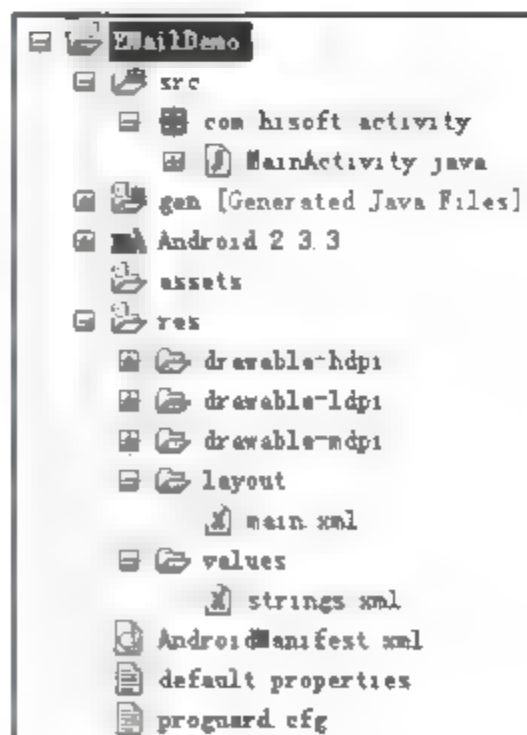 EMailDemo
src
com hisoft activity
MainActivity java
gen [Generated Java Files]
Android 2 3.3
assets
res
drawable-hdpi
drawable-ldpi
drawable-mdpi
layout
main.xml
values
strings xml
AndroidManifest xml
default properties
proguard cfg